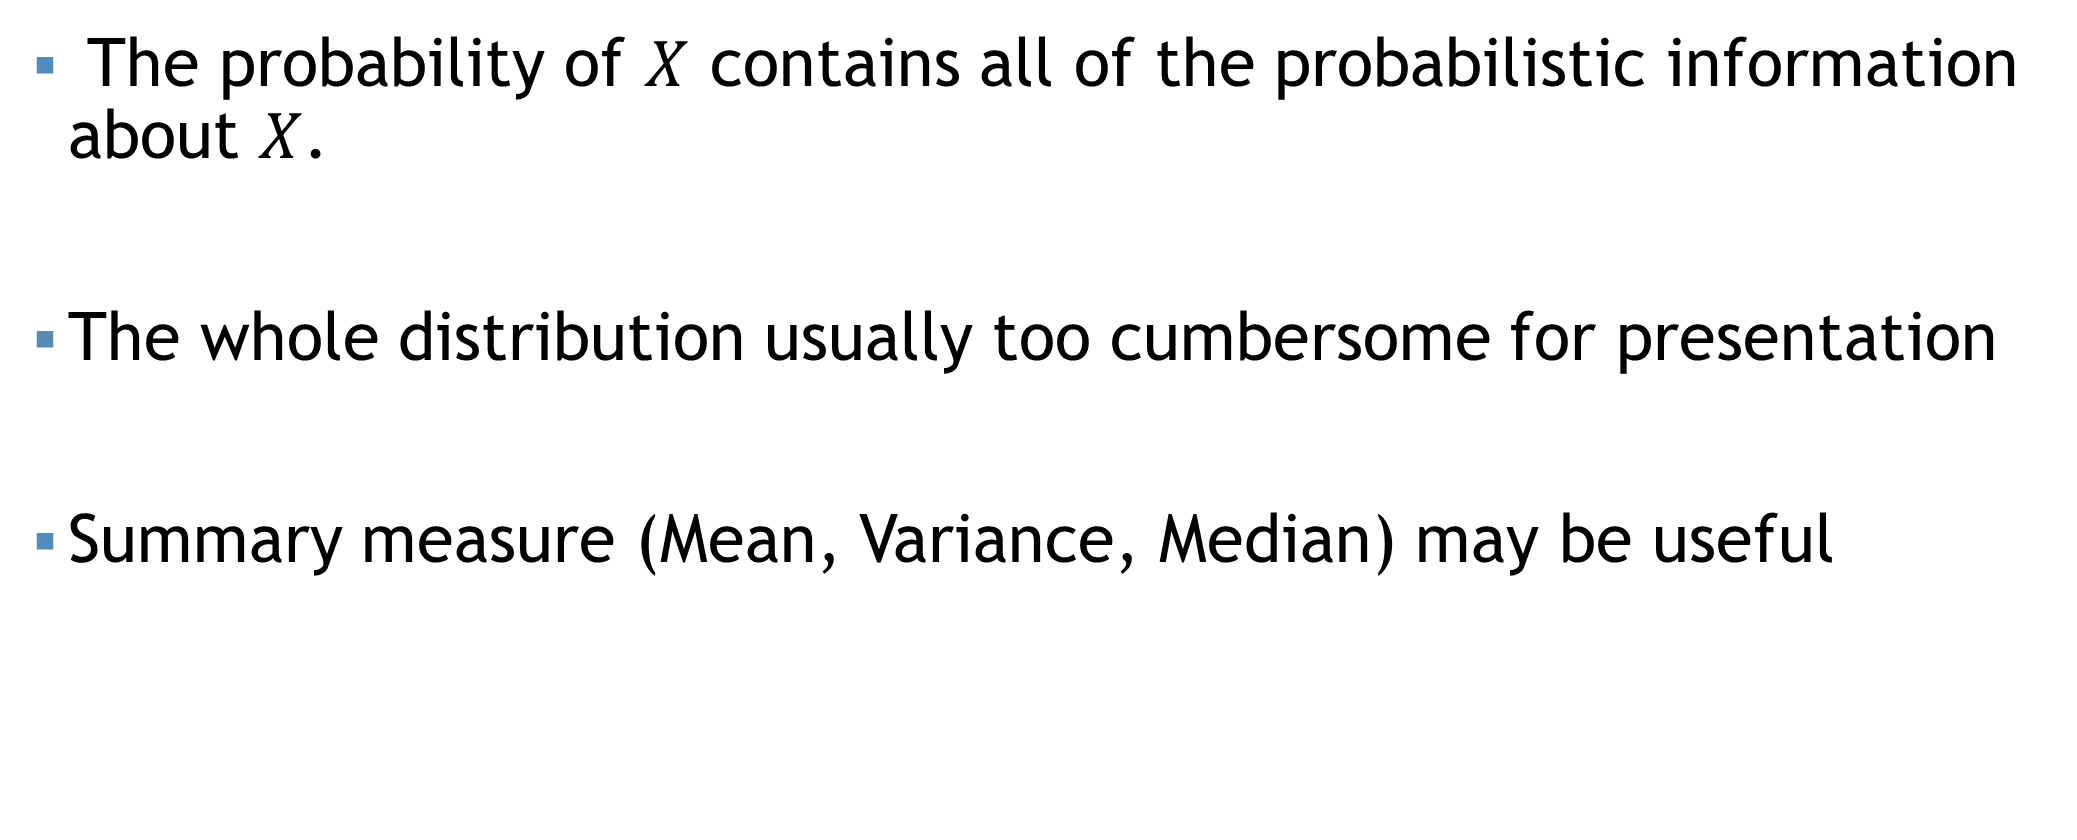 ▪ The probability of X contains all of the probabilistic information
about X.
▪ The whole distribution usually too cumbersome for presentation
▪ Summary measure (Mean, Variance, Median) may be useful